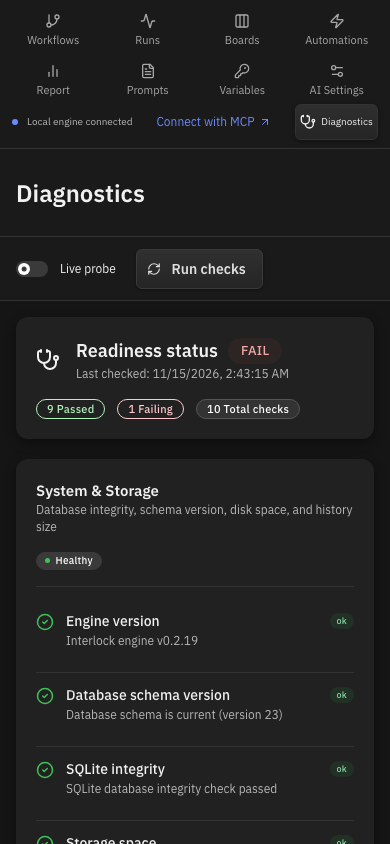 Workflows
Runs
Boards
Automations
Report
Prompts
Variables
AI Settings
Local engine connected
Connect with MCP
Diagnostics
Diagnostics
Live probe
Run checks
Readiness status
FAIL
Last checked: 11/15/2026, 2:43:15 AM
9 Passed
1 Failing
10 Total checks
System & Storage
Database integrity, schema version, disk space, and history
size
Healthy
Engine version
ok
Interlock engine v0.2.19
Database schema version
ok
Database schema is current (version 23)
SQLite integrity
ok
SQLite database integrity check passed
Storage space
ok